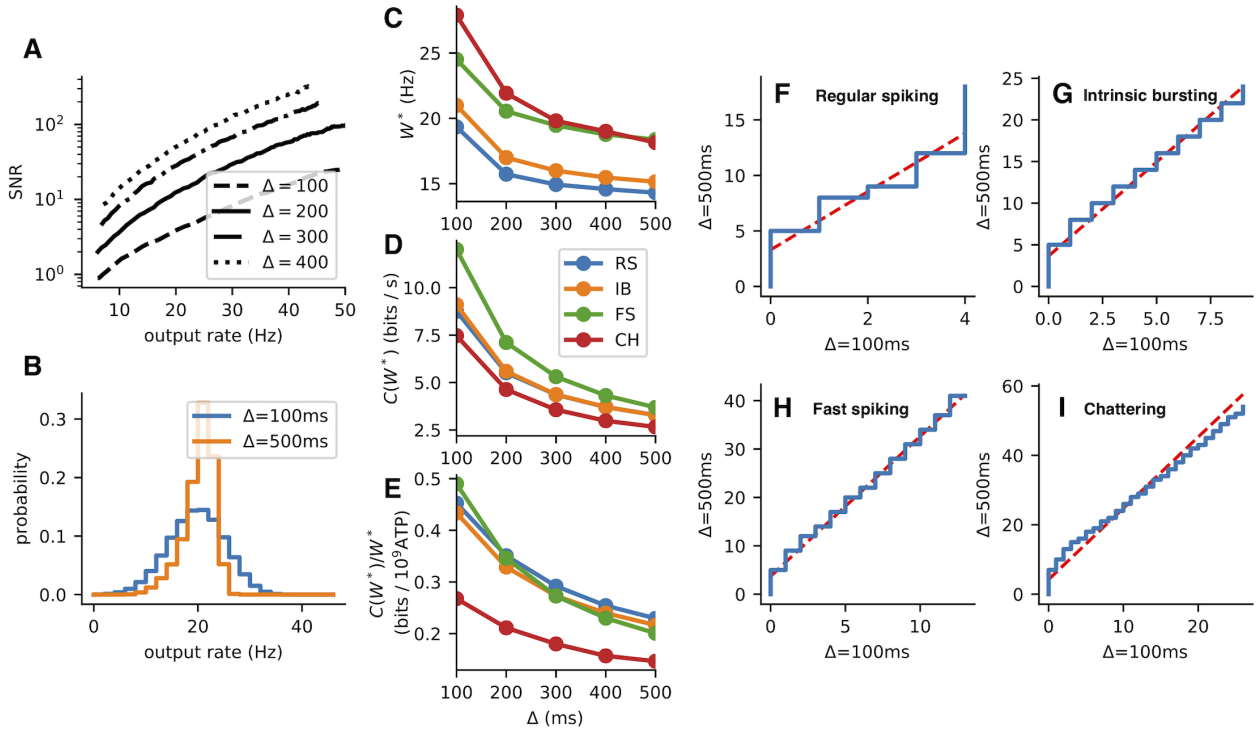 A
SNR
10²
10¹
10⁰
Δ = 100
Δ = 200
Δ = 300
Δ = 400
10 20 30 40 50
output rate (Hz)
B
probability
0.3
0.2
0.1
0.0
Δ=100ms
Δ=500ms
0 20 40
output rate (Hz)
C
W* (Hz)
25
20
15
100 200 300 400 500
D
C(W*) (bits / s)
10.0
7.5
5.0
2.5
RS
IB
FS
CH
100 200 300 400 500
E
C(W*)/W*
(bits / 10⁹ATP)
0.5
0.4
0.3
0.2
100 200 300 400 500
Δ (ms)
F Regular spiking
Δ=500ms
15
10
5
0
0 2 4
Δ=100ms
G Intrinsic bursting
Δ=500ms
25
20
15
10
5
0
0.0 2.5 5.0 7.5
Δ=100ms
H Fast spiking
Δ=500ms
40
30
20
10
0
0 5 10
Δ=100ms
I Chattering
Δ=500ms
60
40
20
0
0 10 20
Δ=100ms